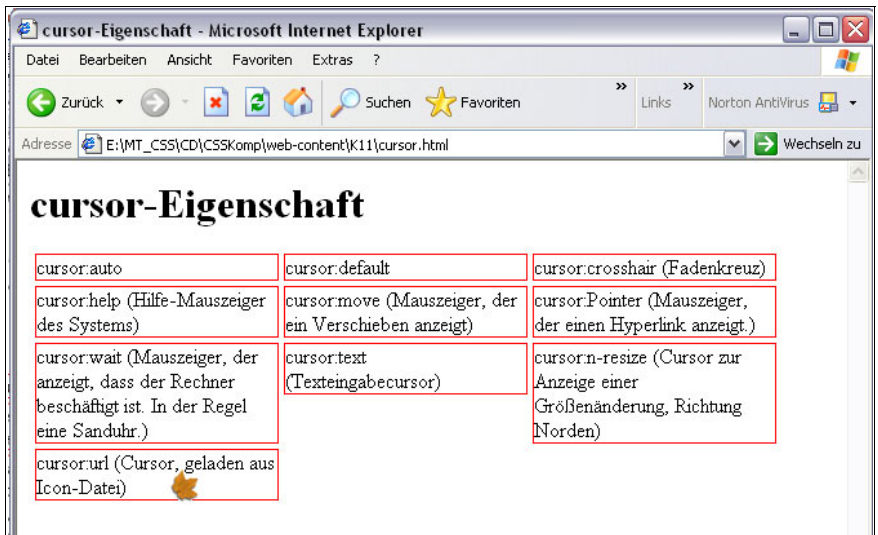 cursor-Eigenschaft - Microsoft Internet Explorer
Datei Bearbeiten Ansicht Favoriten Extras ?
Zurück Suchen Favoriten » Links » Norton AntiVirus
Adresse E:\MT_CSS\CD\CSSKomp\web-content\K11\cursor.html Wechseln zu
cursor-Eigenschaft
cursor:auto
cursor:default
cursor:crosshair (Fadenkreuz)
cursor:help (Hilfe-Mauszeiger
des Systems)
cursor:move (Mauszeiger, der
ein Verschieben anzeigt)
cursor:Pointer (Mauszeiger,
der einen Hyperlink anzeigt.)
cursor:wait (Mauszeiger, der
anzeigt, dass der Rechner
beschäftigt ist. In der Regel
eine Sanduhr.)
cursor:text
(Texteingabecursor)
cursor:n-resize (Cursor zur
Anzeige einer
Größenänderung, Richtung
Norden)
cursor:url (Cursor, geladen aus
Icon-Datei)